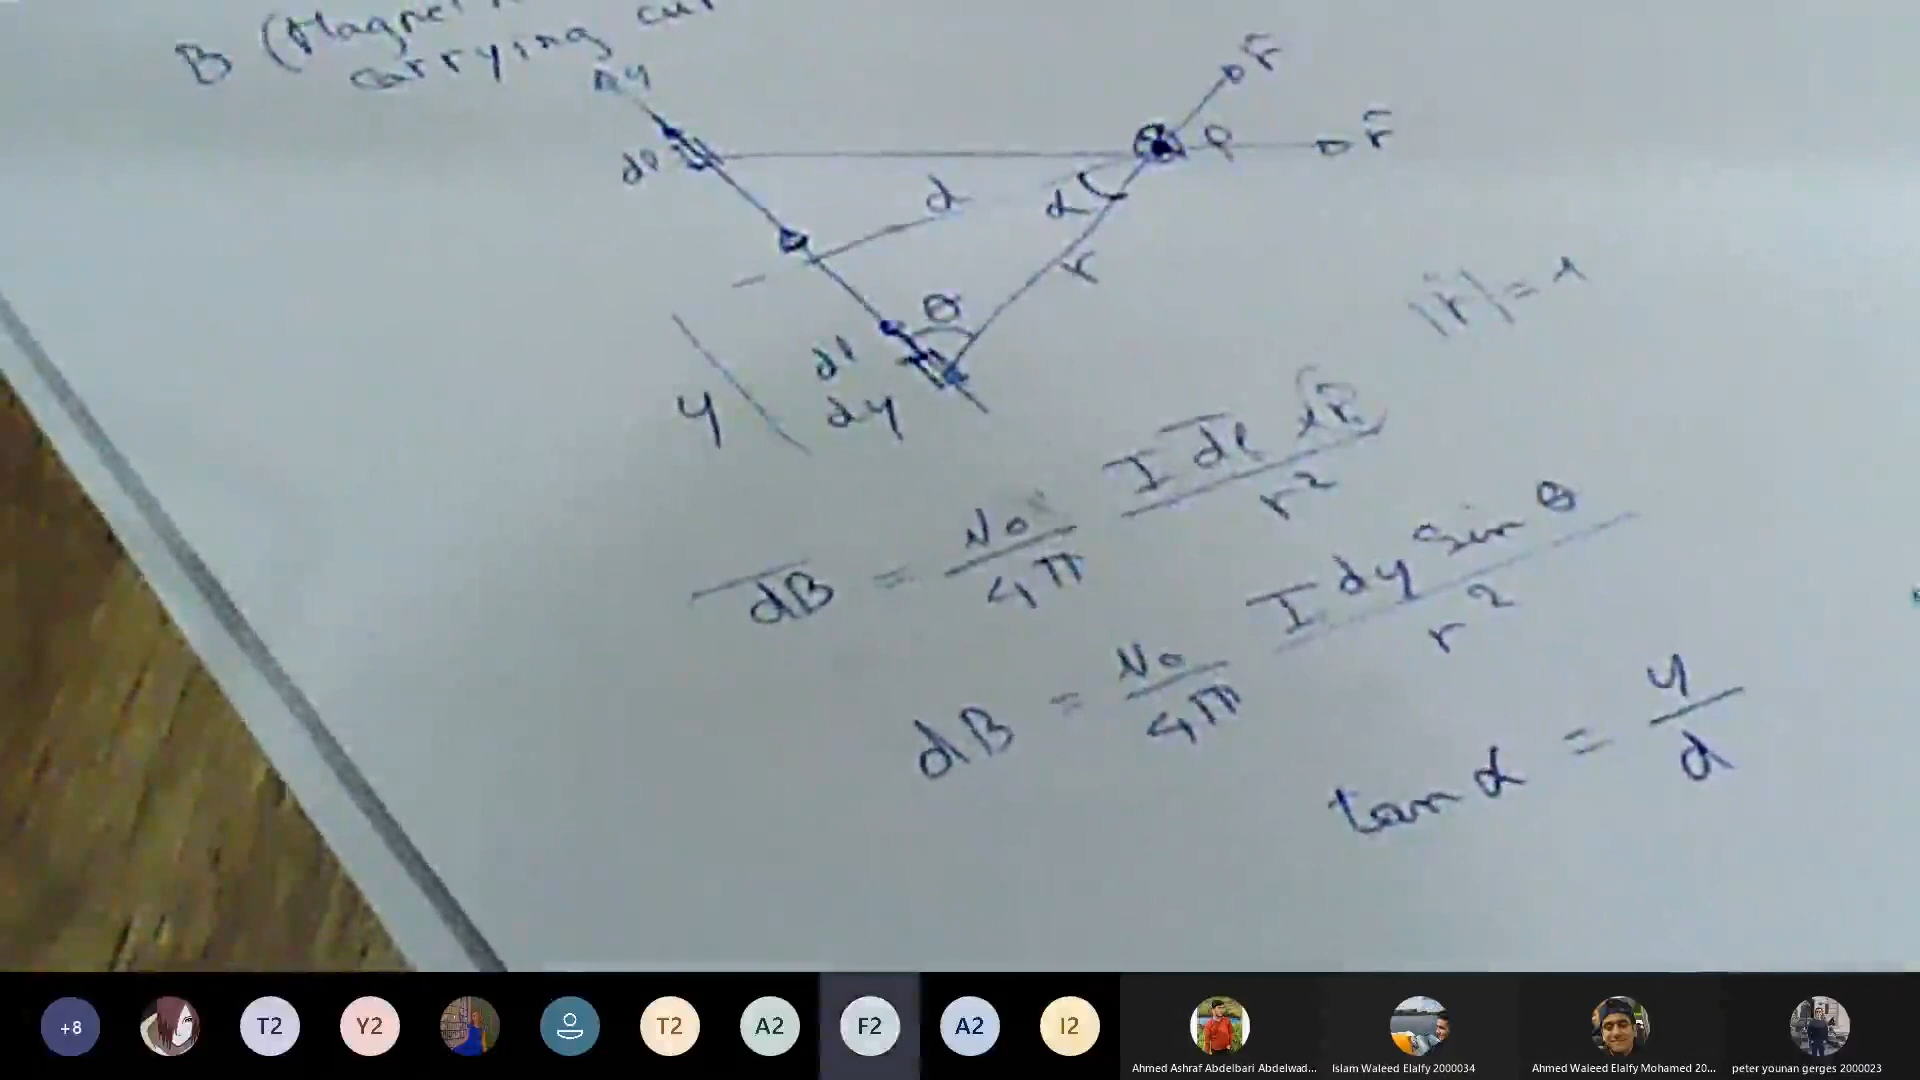 B (Magne
carrying cu
y
dl
r̂
P
r̂
d
α
r
θ
dl
dy
y
|r̂| = 1
dB = μ₀/4π I dl x r̂ / r²
dB = μ₀/4π I dy sin θ / r²
tan α = y/d
+8
T2
Y2
T2
A2
F2
A2
I2
Ahmed Ashraf Abdelbari Abdelwad...
Islam Waleed Elalfy 2000034
Ahmed Waleed Elalfy Mohamed 20...
peter younan gerges 2000023